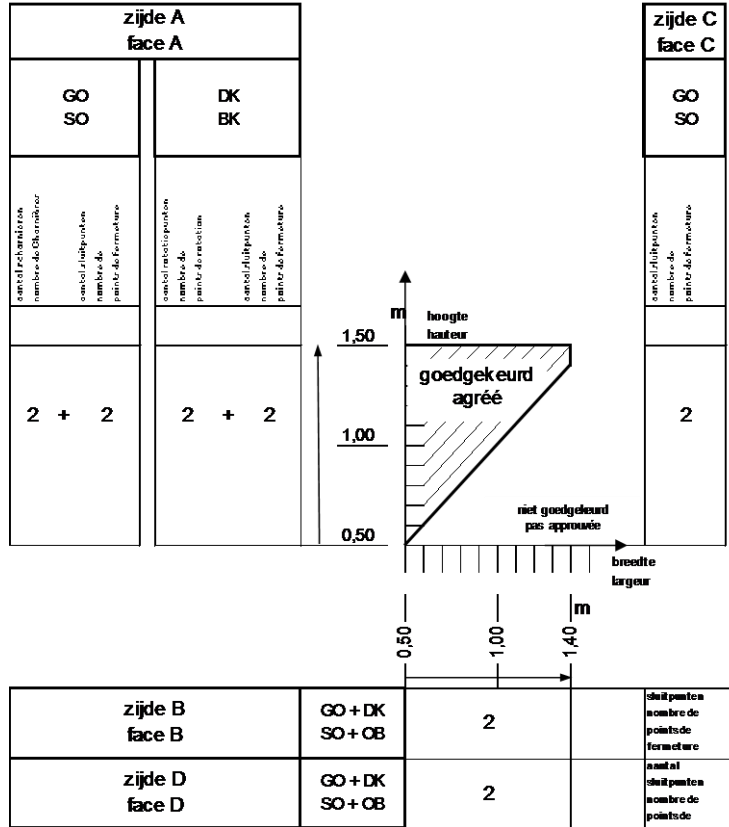 zijde A
face A
zijde C
face C
GO
SO
DK
BK
GO
SO
aantal scharnieren
nombre de Charnières
aantal sluitpunten
nombre de
points de fermeture
aantal rotatiepunten
nombre de
points de rotation
aantal sluitpunten
nombre de
points de fermeture
aantal sluitpunten
nombre de
points de fermeture
m
hoogte
hauteur
1,50
goedgekeurd
agréé
2 + 2
2 + 2
2
1,00
niet goedgekeurd
pas approuvée
0,50
breedte
largeur
m
0,50
1,00
1,40
zijde B
face B
GO + DK
SO + OB
2
sluitpunten
nombre de
points de
fermeture
zijde D
face D
GO + DK
SO + OB
2
aantal
sluitpunten
nombre de
points de